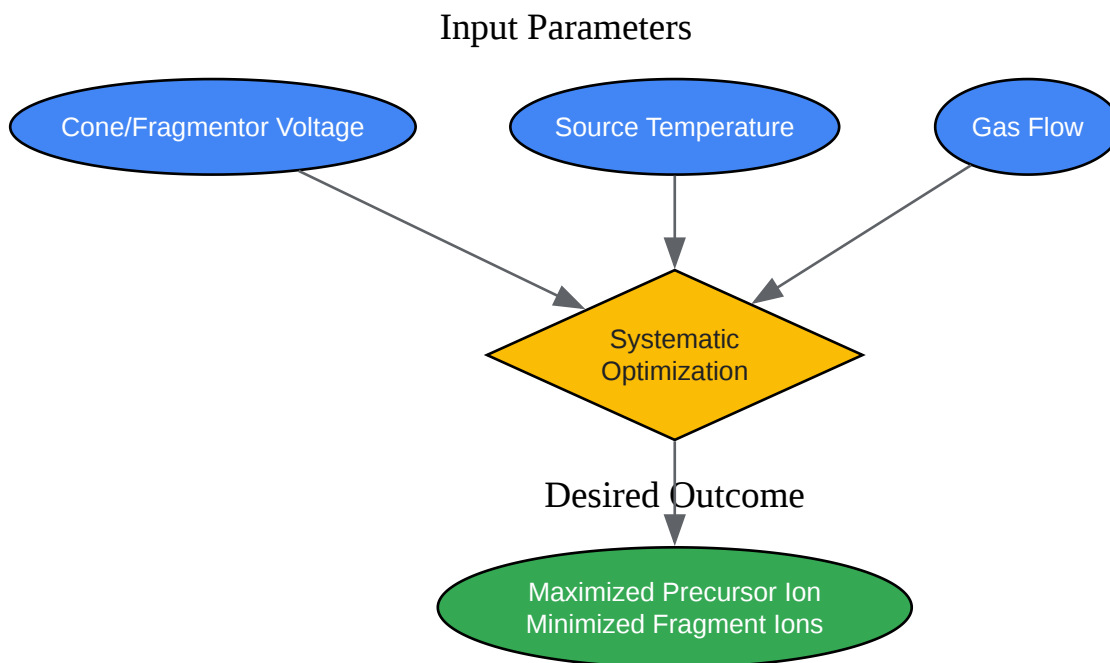 Input Parameters
Cone/Fragmentor Voltage
Source Temperature
Gas Flow
Systematic
Optimization
Desired Outcome
Maximized Precursor Ion
Minimized Fragment Ions